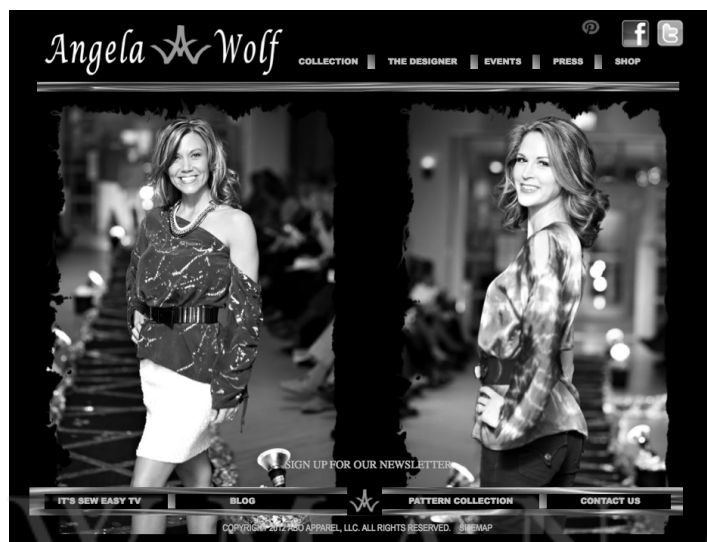 Angela Wolf
COLLECTION THE DESIGNER EVENTS PRESS SHOP
SIGN UP FOR OUR NEWSLETTER
IT'S SEW EASY TV BLOG PATTERN COLLECTION CONTACT US
COPYRIGHT 2012 ABO APPAREL, LLC. ALL RIGHTS RESERVED. SITEMAP